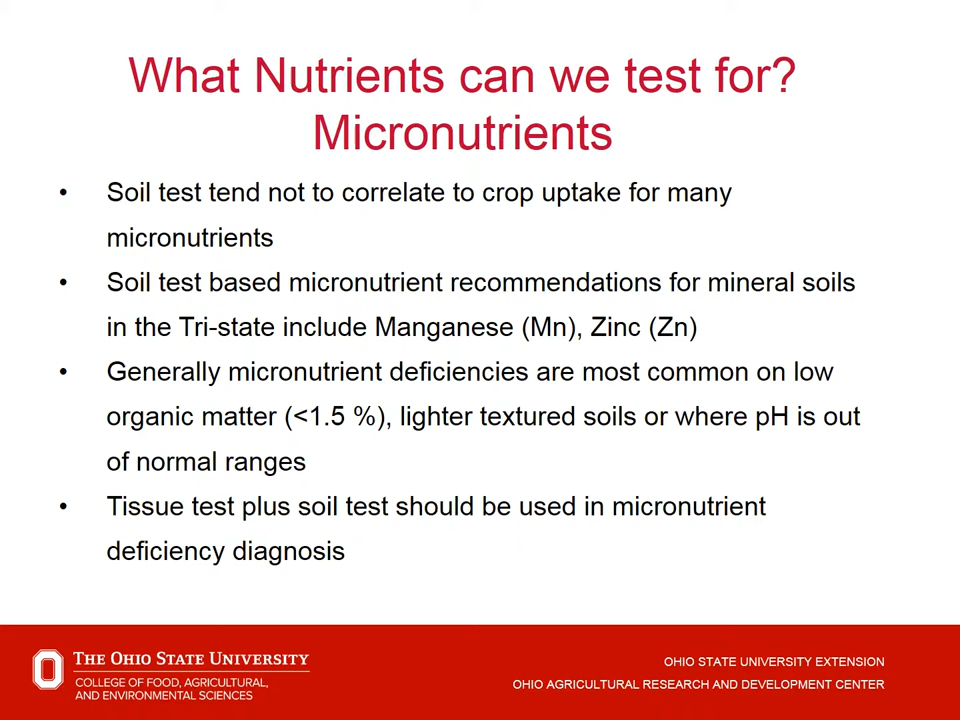 What Nutrients can we test for?
Micronutrients
• Soil test tend not to correlate to crop uptake for many
micronutrients
• Soil test based micronutrient recommendations for mineral soils
in the Tri-state include Manganese (Mn), Zinc (Zn)
• Generally micronutrient deficiencies are most common on low
organic matter (<1.5 %), lighter textured soils or where pH is out
of normal ranges
• Tissue test plus soil test should be used in micronutrient
deficiency diagnosis
THE OHIO STATE UNIVERSITY
COLLEGE OF FOOD, AGRICULTURAL,
AND ENVIRONMENTAL SCIENCES
OHIO STATE UNIVERSITY EXTENSION
OHIO AGRICULTURAL RESEARCH AND DEVELOPMENT CENTER